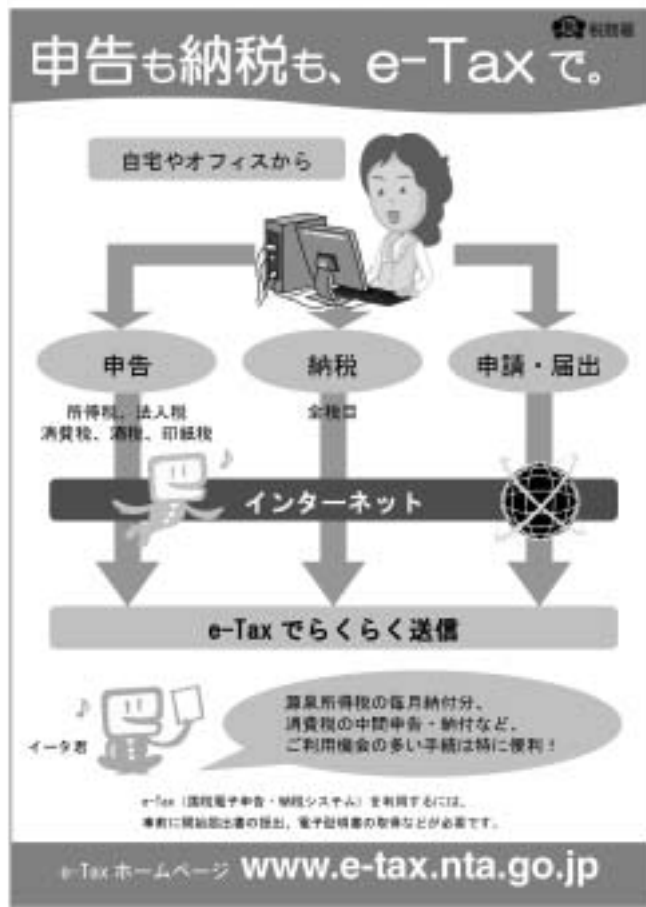 税務署
申告も納税も、e-Taxで。
自宅やオフィスから
申告
納税
申請・届出
所得税、法人税
消費税、酒税、印紙税
全税目
インターネット
e-Taxでらくらく送信
源泉所得税の毎月納付分、
消費税の中間申告・納付など、
ご利用機会の多い手続は特に便利！
イータ君
e-Tax（国税電子申告・納税システム）を利用するには、
事前に開始届出書の提出、電子証明書の取得などが必要です。
e-Taxホームページ www.e-tax.nta.go.jp